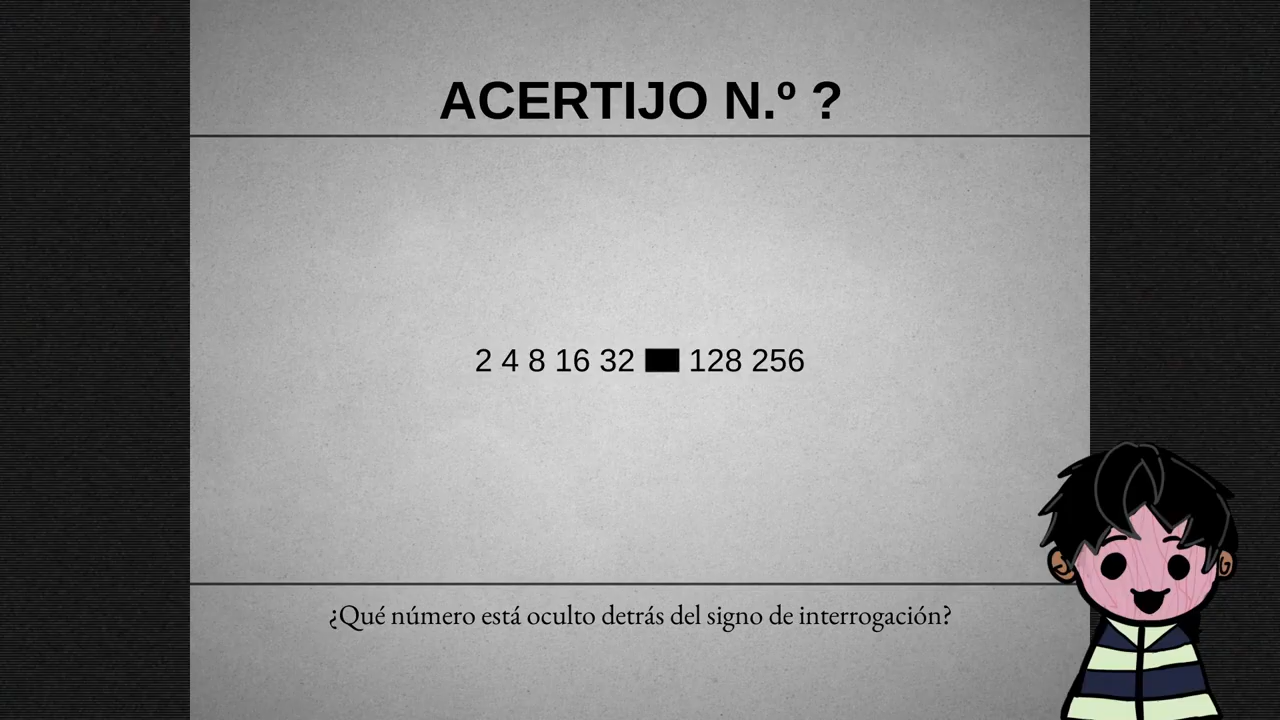 ACERTIJO N.º ?
2 4 8 16 32 128 256
¿Qué número está oculto detrás del signo de interrogación?